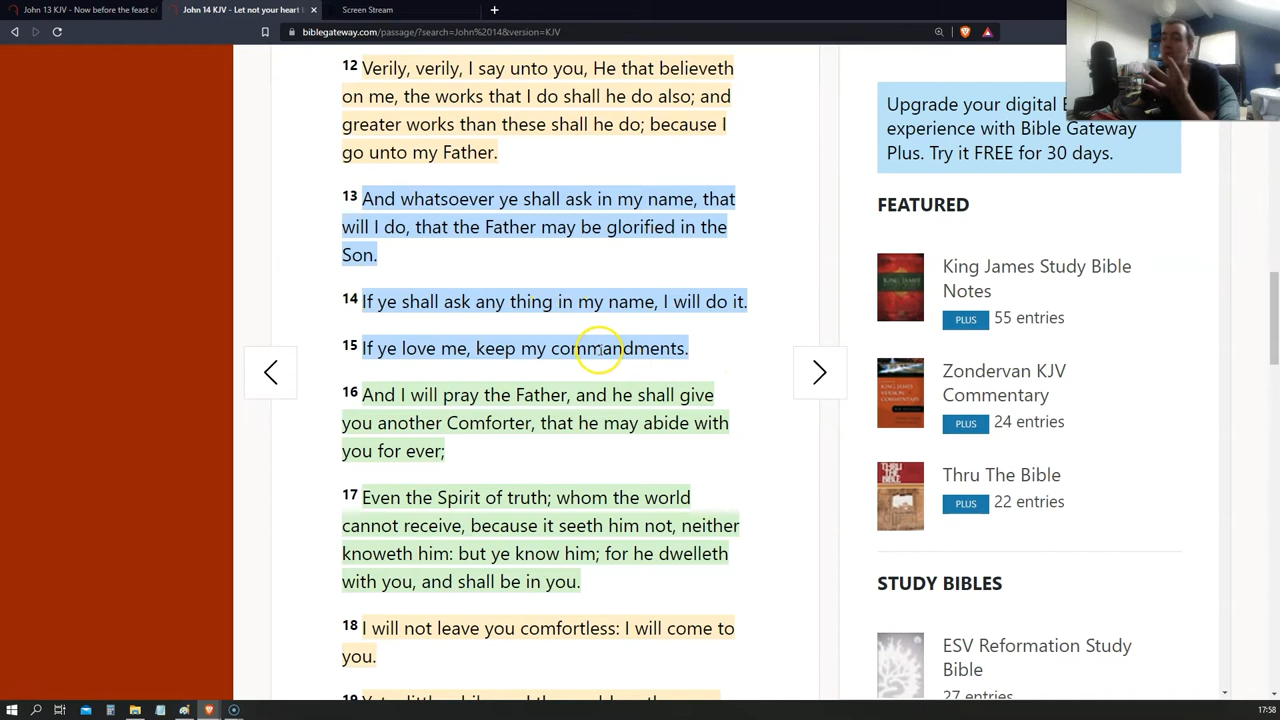 John 13 KJV - Now before the feast of
John 14 KJV - Let not your heart b
Screen Stream
biblegateway.com/passage/?search=John%2014&version=KJV
12 Verily, verily, I say unto you, He that believeth
on me, the works that I do shall he do also; and
greater works than these shall he do; because I
go unto my Father.
13 And whatsoever ye shall ask in my name, that
will I do, that the Father may be glorified in the
Son.
14 If ye shall ask any thing in my name, I will do it.
15 If ye love me, keep my commandments.
16 And I will pray the Father, and he shall give
you another Comforter, that he may abide with
you for ever;
17 Even the Spirit of truth; whom the world
cannot receive, because it seeth him not, neither
knoweth him: but ye know him; for he dwelleth
with you, and shall be in you.
18 I will not leave you comfortless: I will come to
you.
Upgrade your digital
experience with Bible Gateway
Plus. Try it FREE for 30 days.
FEATURED
King James Study Bible
Notes
PLUS 55 entries
Zondervan KJV
Commentary
PLUS 24 entries
Thru The Bible
PLUS 22 entries
STUDY BIBLES
ESV Reformation Study
Bible
27 entries
17:58